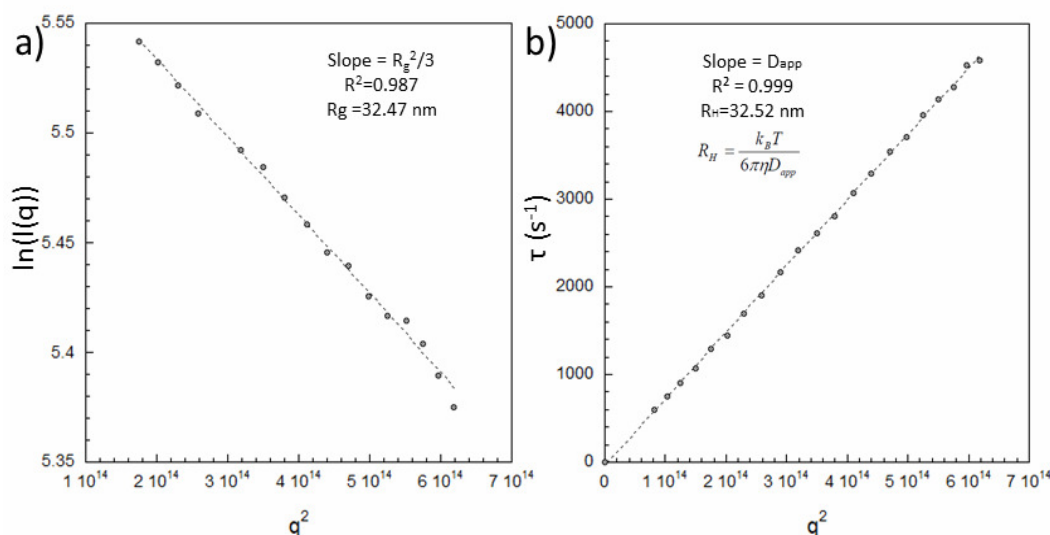 a)
5.55
5.5
5.45
5.4
5.35
ln(I(q))
Slope = Rg²/3
R²=0.987
Rg =32.47 nm
1 10¹⁴ 2 10¹⁴ 3 10¹⁴ 4 10¹⁴ 5 10¹⁴ 6 10¹⁴ 7 10¹⁴
q²
b)
5000
4000
3000
2000
1000
0
τ (s⁻¹)
Slope = Dapp
R² = 0.999
RH=32.52 nm
R_H = k_BT / 6πηD_app
0 1 10¹⁴ 2 10¹⁴ 3 10¹⁴ 4 10¹⁴ 5 10¹⁴ 6 10¹⁴ 7 10¹⁴
q²